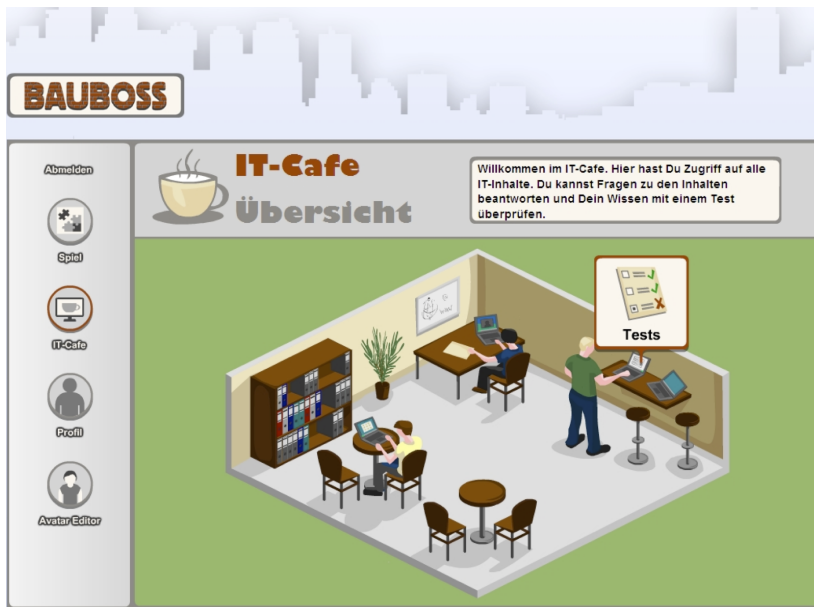 BAUBOSS
Abmelden
Spiel
IT-Cafe
Profil
Avatar Editor
IT-Cafe
Übersicht
Willkommen im IT-Cafe. Hier hast Du Zugriff auf alle
IT-Inhalte. Du kannst Fragen zu den Inhalten
beantworten und Dein Wissen mit einem Test
überprüfen.
Tests